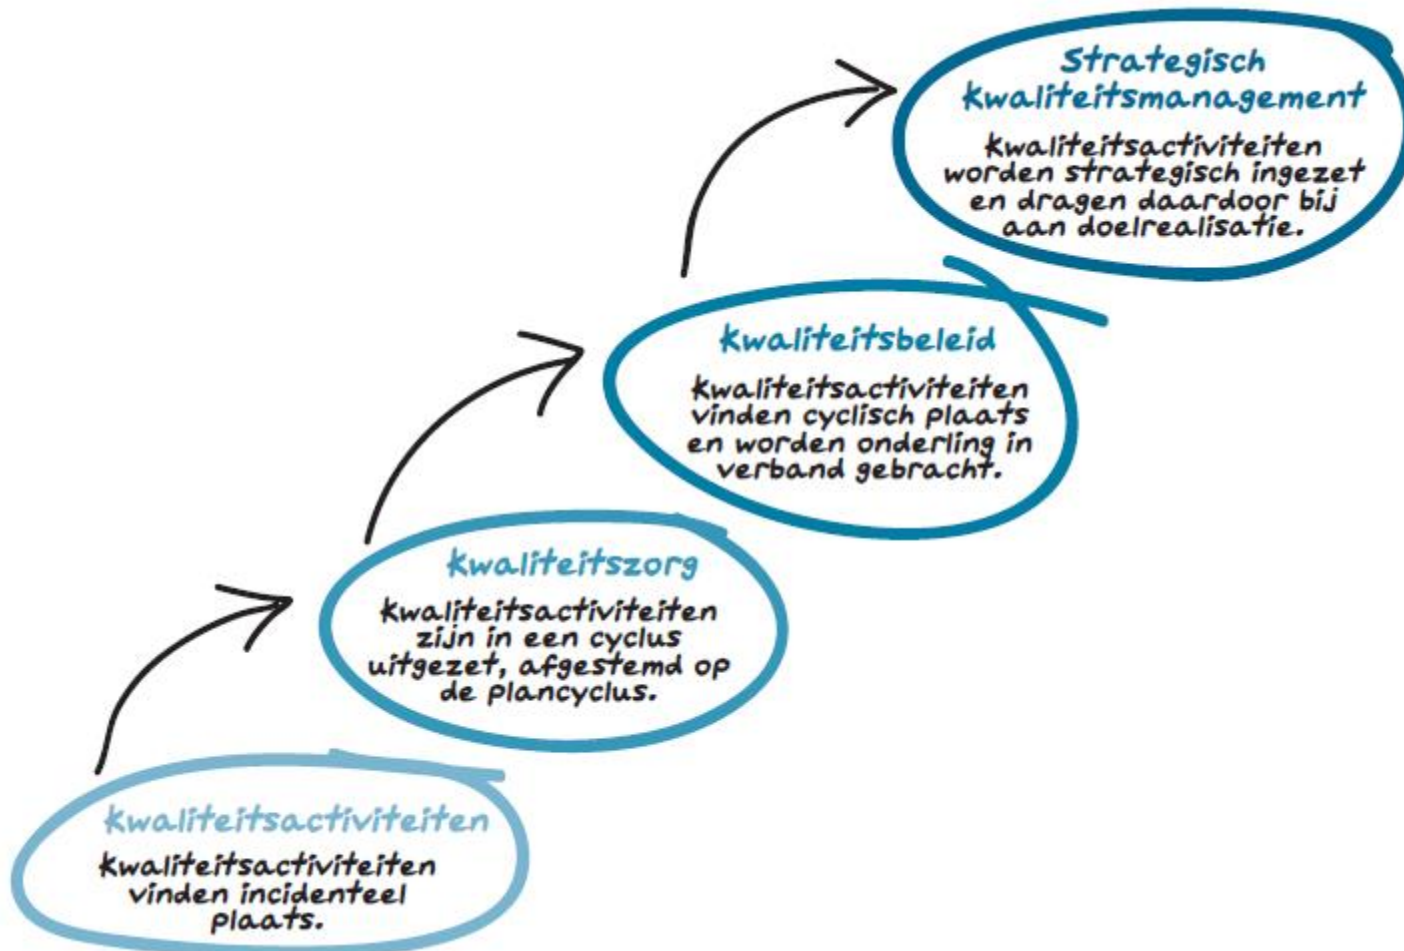 Strategisch
kwaliteitsmanagement
kwaliteitsactiviteiten
worden strategisch ingezet
en dragen daardoor bij
aan doelrealisatie.
kwaliteitsbeleid
kwaliteitsactiviteiten
vinden cyclisch plaats
en worden onderling in
verband gebracht.
kwaliteitszorg
kwaliteitsactiviteiten
zijn in een cyclus
uitgezet, afgestemd op
de plancyclus.
kwaliteitsactiviteiten
kwaliteitsactiviteiten
vinden incidenteel
plaats.